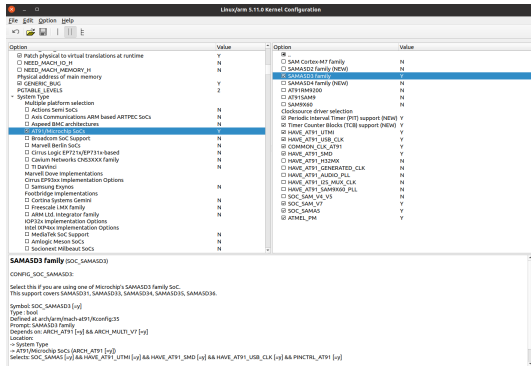 Linux/arm 5.11.0 Kernel Configuration
File Edit Option Help
Option Value
Patch physical to virtual translations at runtime Y
NEED_MACH_IO_H N
NEED_MACH_MEMORY_H N
Physical address of main memory
GENERIC_BUG Y
PGTABLE_LEVELS 2
System Type
Multiple platform selection
Actions Semi SoCs N
Axis Communications ARM based ARTPEC SoCs N
Aspeed BMC architectures N
AT91/Microchip SoCs Y
Broadcom SoC Support N
Marvell Berlin SoCs N
Cirrus Logic EP721x/EP731x-based N
Cavium Networks CNS3XXX family N
TI DaVinci N
Marvell Dove Implementations
Cirrus EP93xx Implementation Options
Samsung Exynos N
Footbridge Implementations
Cortina Systems Gemini N
Freescale i.MX family N
ARM Ltd. Integrator family N
IOP32x Implementation Options
Intel IXP4xx Implementation Options
MediaTek SoC Support N
Amlogic Meson SoCs N
Socionext Milbeaut SoCs N
Option Value
..
SAM Cortex-M7 family N
SAMA5D2 family (NEW) N
SAMA5D3 family Y
SAMA5D4 family (NEW) N
AT91RM9200 N
AT91SAM9 N
SAM9X60 N
Clocksource driver selection
Periodic Interval Timer (PIT) support (NEW) Y
Timer Counter Blocks (TCB) support (NEW) Y
HAVE_AT91_UTMI Y
HAVE_AT91_USB_CLK Y
COMMON_CLK_AT91 Y
HAVE_AT91_SMD Y
HAVE_AT91_H32MX N
HAVE_AT91_GENERATED_CLK N
HAVE_AT91_AUDIO_PLL N
HAVE_AT91_I2S_MUX_CLK N
HAVE_AT91_SAM9X60_PLL N
SOC_SAM_V4_V5 N
SOC_SAM_V7 Y
SOC_SAMA5 Y
ATMEL_PM Y
SAMA5D3 family (SOC_SAMA5D3)
CONFIG_SOC_SAMA5D3:
Select this if you are using one of Microchip's SAMA5D3 family SoC.
This support covers SAMA5D31, SAMA5D33, SAMA5D34, SAMA5D35, SAMA5D36.
Symbol: SOC_SAMA5D3 [=y]
Type : bool
Defined at arch/arm/mach-at91/Kconfig:35
Prompt: SAMA5D3 family
Depends on: ARCH_AT91 [=y] && ARCH_MULTI_V7 [=y]
Location:
-> System Type
-> AT91/Microchip SoCs (ARCH_AT91 [=y])
Selects: SOC_SAMA5 [=y] && HAVE_AT91_UTMI [=y] && HAVE_AT91_SMD [=y] && HAVE_AT91_USB_CLK [=y] && PINCTRL_AT91 [=y]